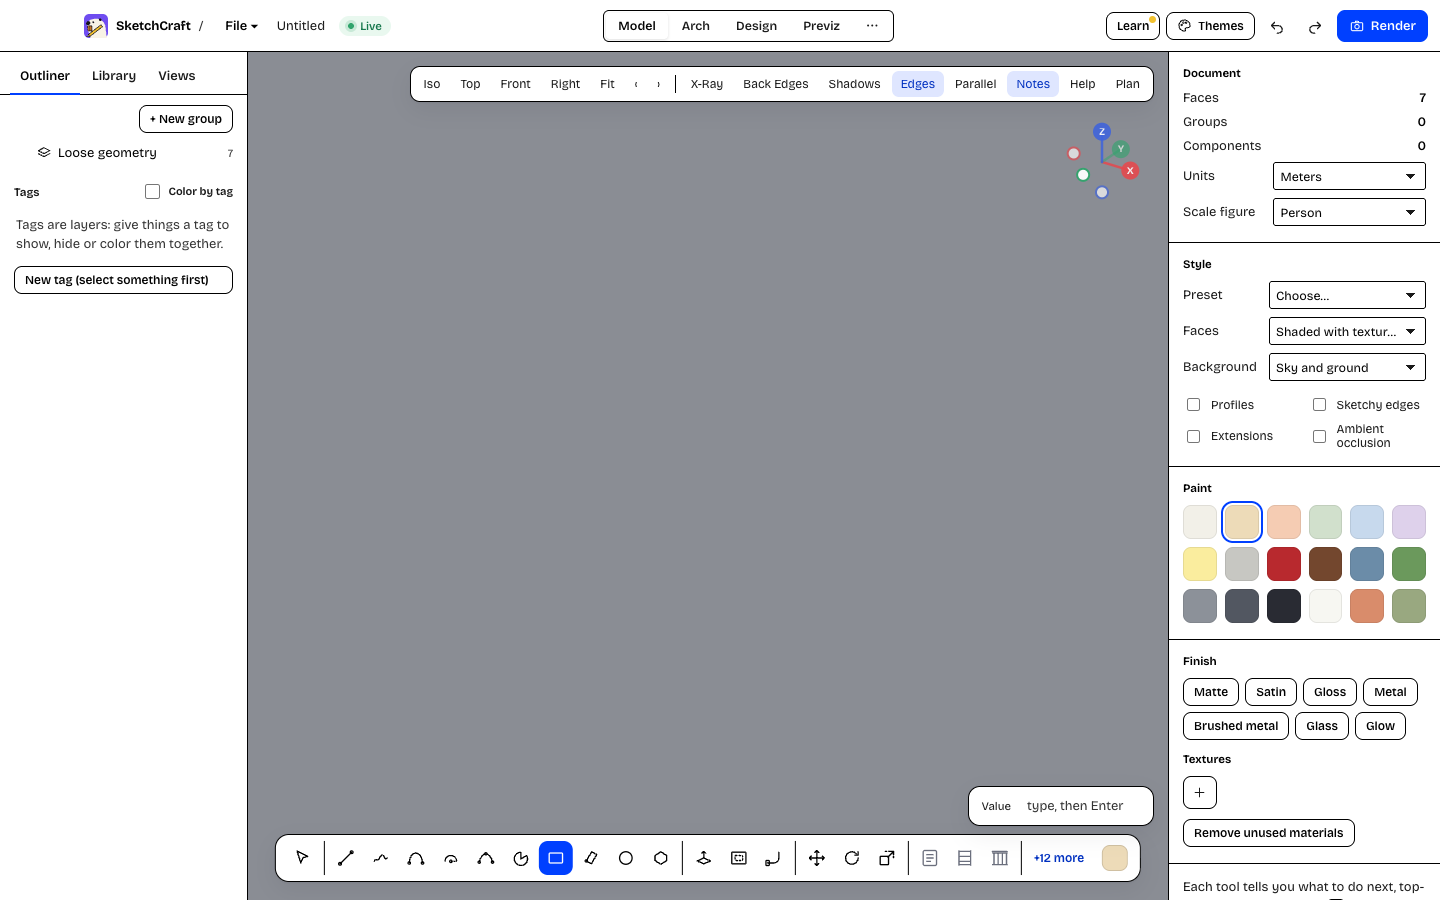 SketchCraft / File Untitled Live Model Arch Design Previz ··· Learn Themes Render
Outliner Library Views
+ New group
Loose geometry 7
Tags Color by tag
Tags are layers: give things a tag to
show, hide or color them together.
New tag (select something first)
Iso Top Front Right Fit ‹ › X-Ray Back Edges Shadows Edges Parallel Notes Help Plan
Z
Y
X
Value type, then Enter
+12 more
Document
Faces 7
Groups 0
Components 0
Units Meters
Scale figure Person
Style
Preset Choose...
Faces Shaded with textur...
Background Sky and ground
Profiles Sketchy edges
Extensions Ambient
occlusion
Paint
Finish
Matte Satin Gloss Metal
Brushed metal Glass Glow
Textures
+
Remove unused materials
Each tool tells you what to do next, top-